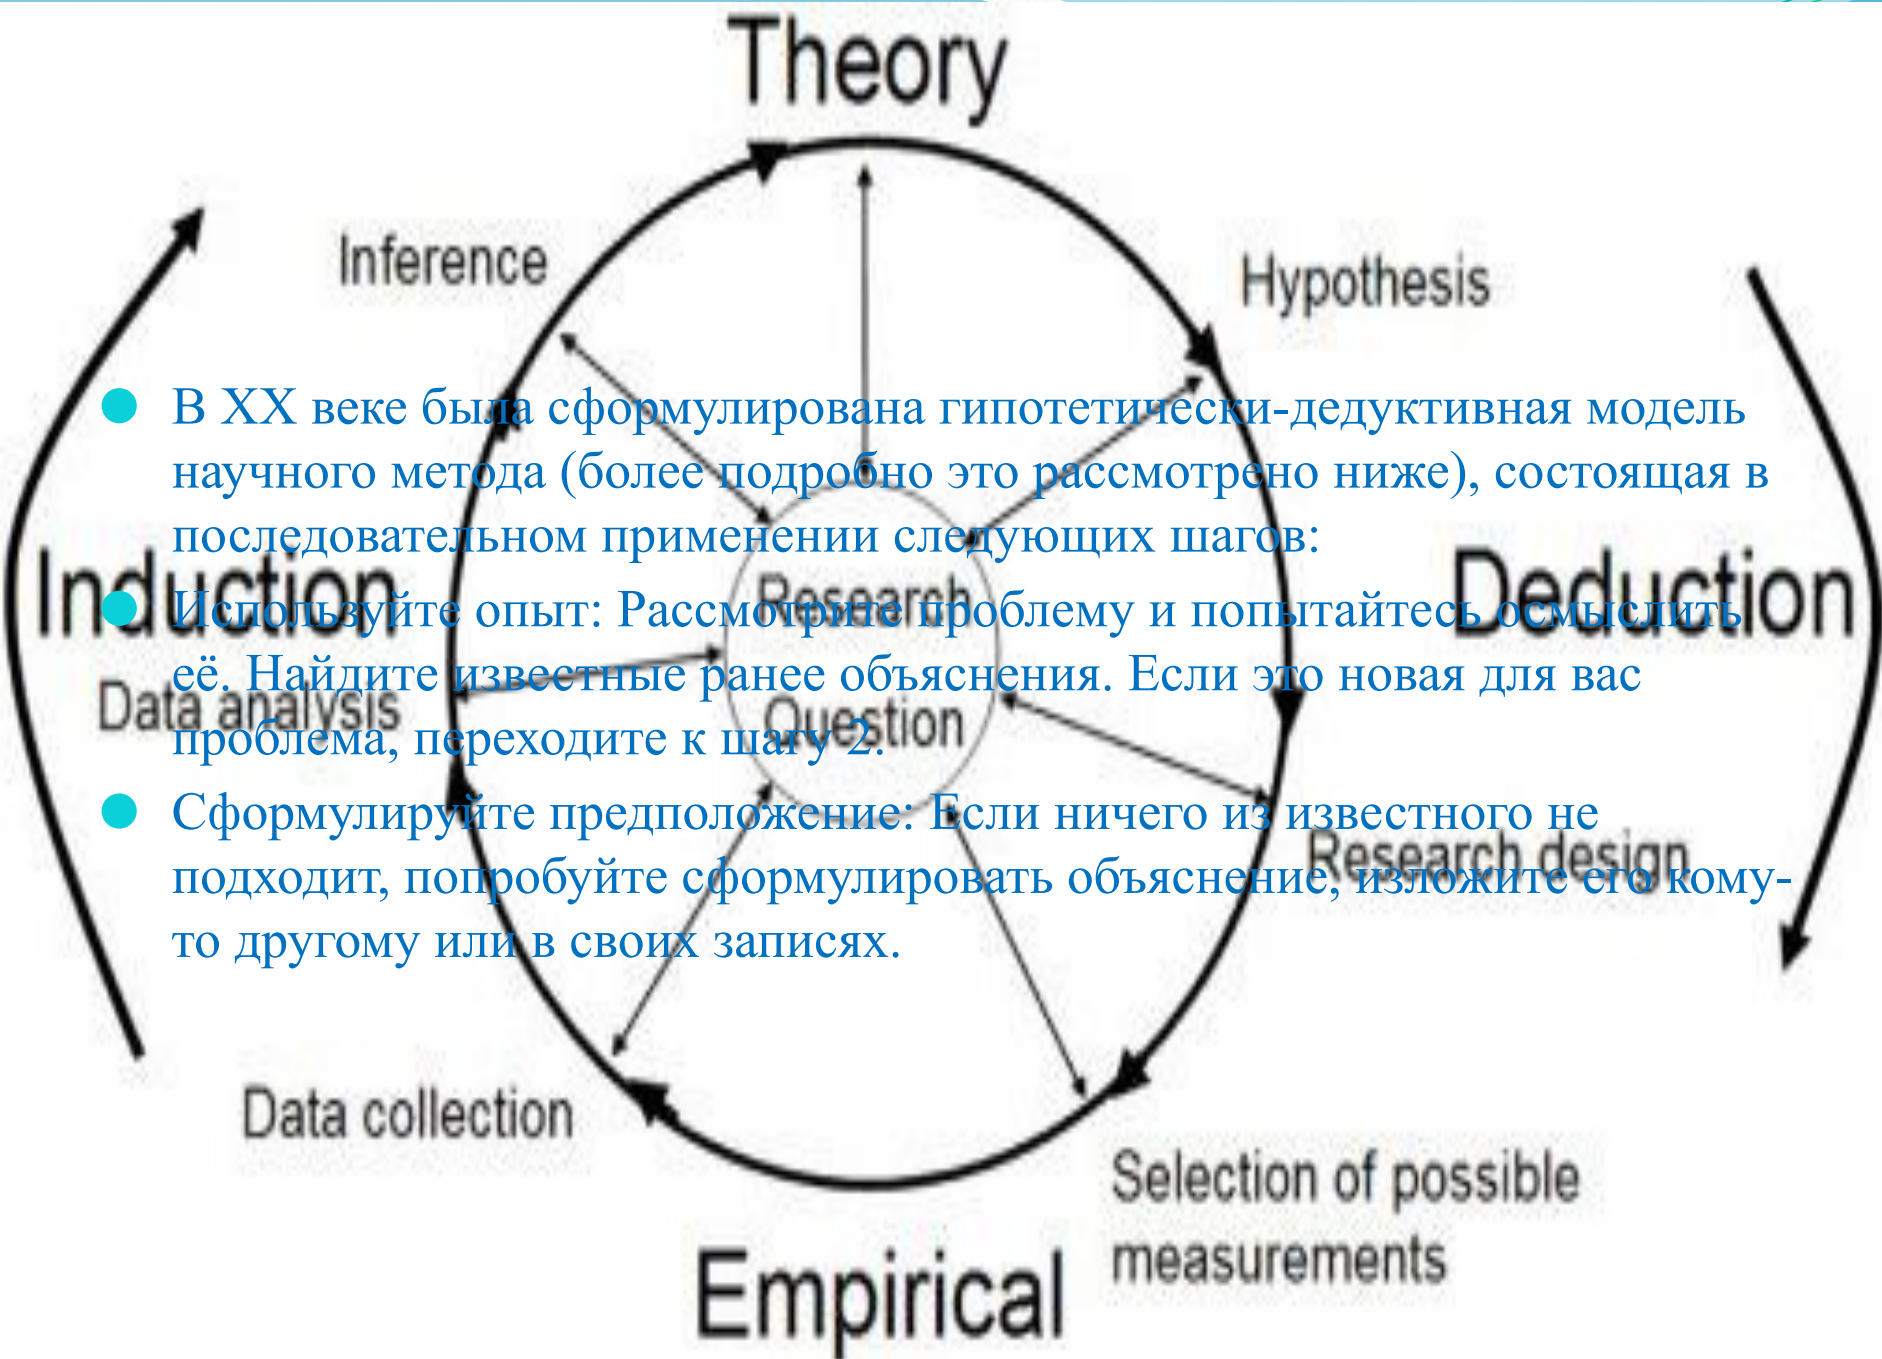 Theory
Inference
Hypothesis
В XX веке была сформулирована гипотетически-дедуктивная модель
научного метода (более подробно это рассмотрено ниже), состоящая в
последовательном применении следующих шагов:
Induction
Deduction
Research
Question
Используйте опыт: Рассмотрите проблему и попытайтесь осмыслить
её. Найдите известные ранее объяснения. Если это новая для вас
проблема, переходите к шагу 2.
Data analysis
Сформулируйте предположение: Если ничего из известного не
подходит, попробуйте сформулировать объяснение, изложите его кому-
то другому или в своих записях.
Research design
Data collection
Selection of possible
measurements
Empirical